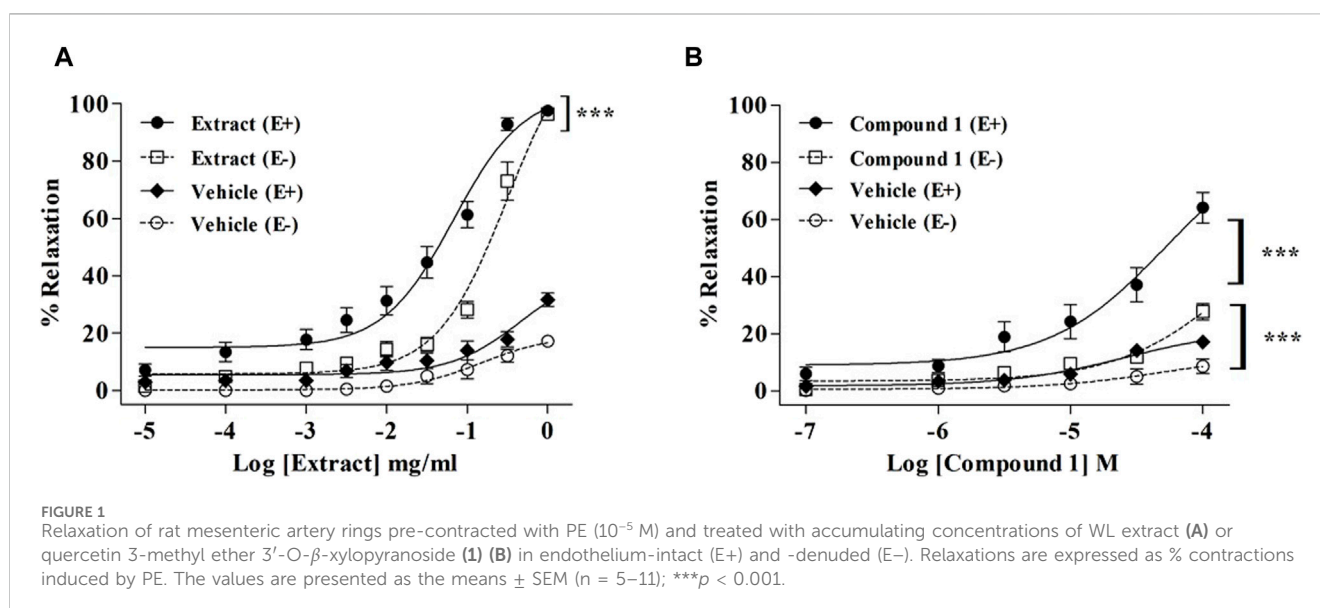 A
B
% Relaxation
100
80
60
40
20
0
Extract (E+)
Extract (E-)
Vehicle (E+)
Vehicle (E-)
***
-5
-4
-3
-2
-1
0
Log [Extract] mg/ml
% Relaxation
100
80
60
40
20
0
Compound 1 (E+)
Compound 1 (E-)
Vehicle (E+)
Vehicle (E-)
***
***
-7
-6
-5
-4
Log [Compound 1] M
FIGURE 1
Relaxation of rat mesenteric artery rings pre-contracted with PE (10⁻⁵ M) and treated with accumulating concentrations of WL extract (A) or
quercetin 3-methyl ether 3′-O-β-xylopyranoside (1) (B) in endothelium-intact (E+) and -denuded (E−). Relaxations are expressed as % contractions
induced by PE. The values are presented as the means ± SEM (n = 5–11); ***p < 0.001.